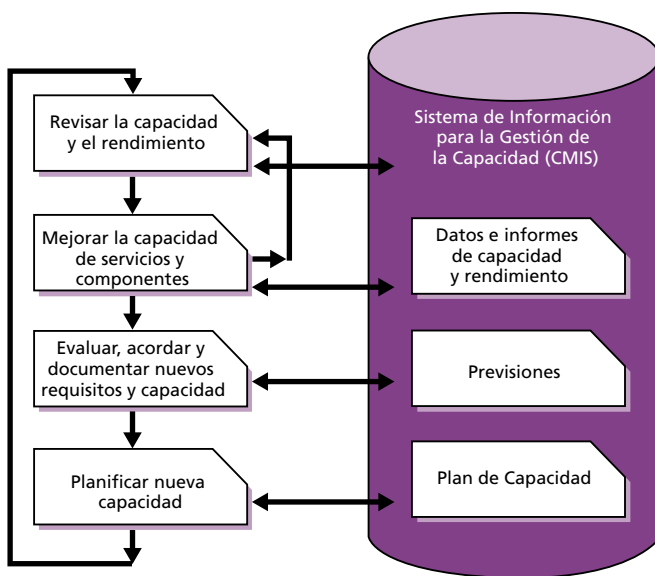 Revisar la capacidad
y el rendimiento
Mejorar la capacidad
de servicios y
componentes
Evaluar, acordar y
documentar nuevos
requisitos y capacidad
Planificar nueva
capacidad
Sistema de Información
para la Gestión de
la Capacidad (CMIS)
Datos e informes
de capacidad
y rendimiento
Previsiones
Plan de Capacidad